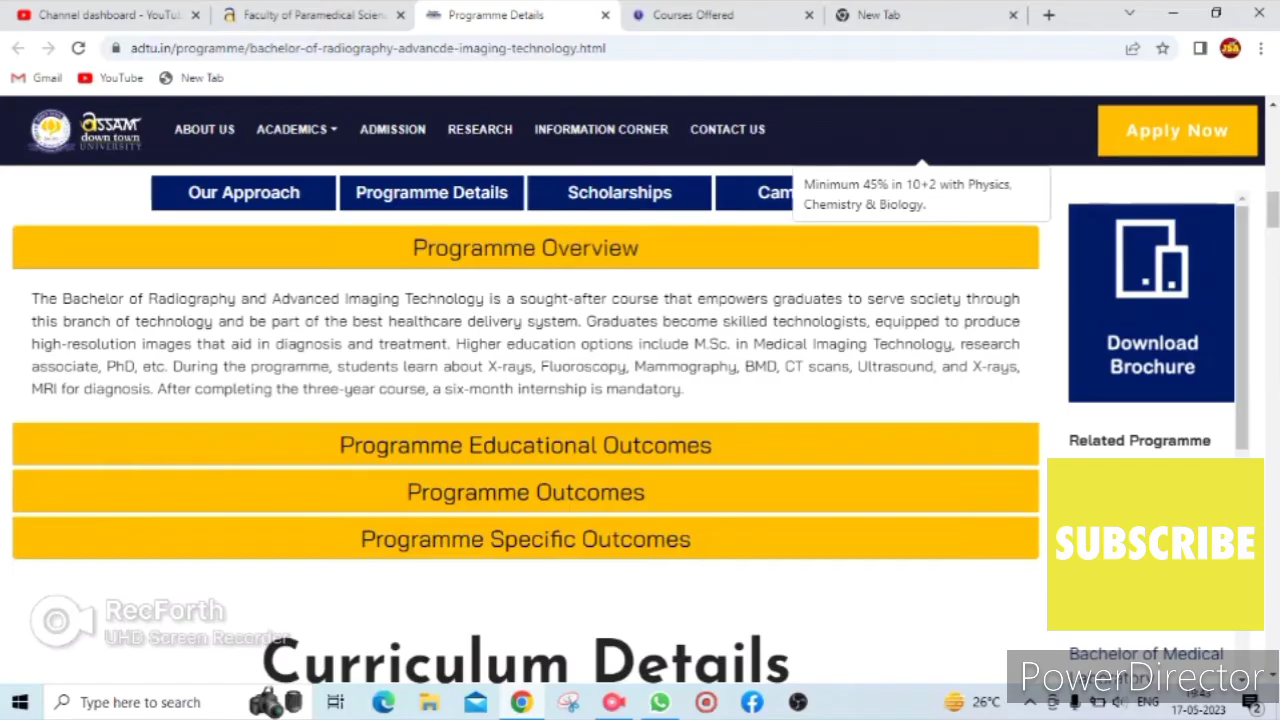 Channel dashboard - YouTu
Faculty of Paramedical Scien
Programme Details
Courses Offered
New Tab
adtu.in/programme/bachelor-of-radiography-advancde-imaging-technology.html
Gmail
YouTube
New Tab
assam
down town
UNIVERSITY
ABOUT US
ACADEMICS
ADMISSION
RESEARCH
INFORMATION CORNER
CONTACT US
Apply Now
Our Approach
Programme Details
Scholarships
Cam
Minimum 45% in 10+2 with Physics,
Chemistry & Biology.
Programme Overview
The Bachelor of Radiography and Advanced Imaging Technology is a sought-after course that empowers graduates to serve society through
this branch of technology and be part of the best healthcare delivery system. Graduates become skilled technologists, equipped to produce
high-resolution images that aid in diagnosis and treatment. Higher education options include M.Sc. in Medical Imaging Technology, research
associate, PhD, etc. During the programme, students learn about X-rays, Fluoroscopy, Mammography, BMD, CT scans, Ultrasound, and X-rays,
MRI for diagnosis. After completing the three-year course, a six-month internship is mandatory.
Download
Brochure
Programme Educational Outcomes
Related Programme
Programme Outcomes
Programme Specific Outcomes
SUBSCRIBE
RecForth
UHD Screen Recorder
Curriculum Details
Bachelor of Medical
PowerDirector
Type here to search
26°C
ENG
19:43
17-05-2023
2